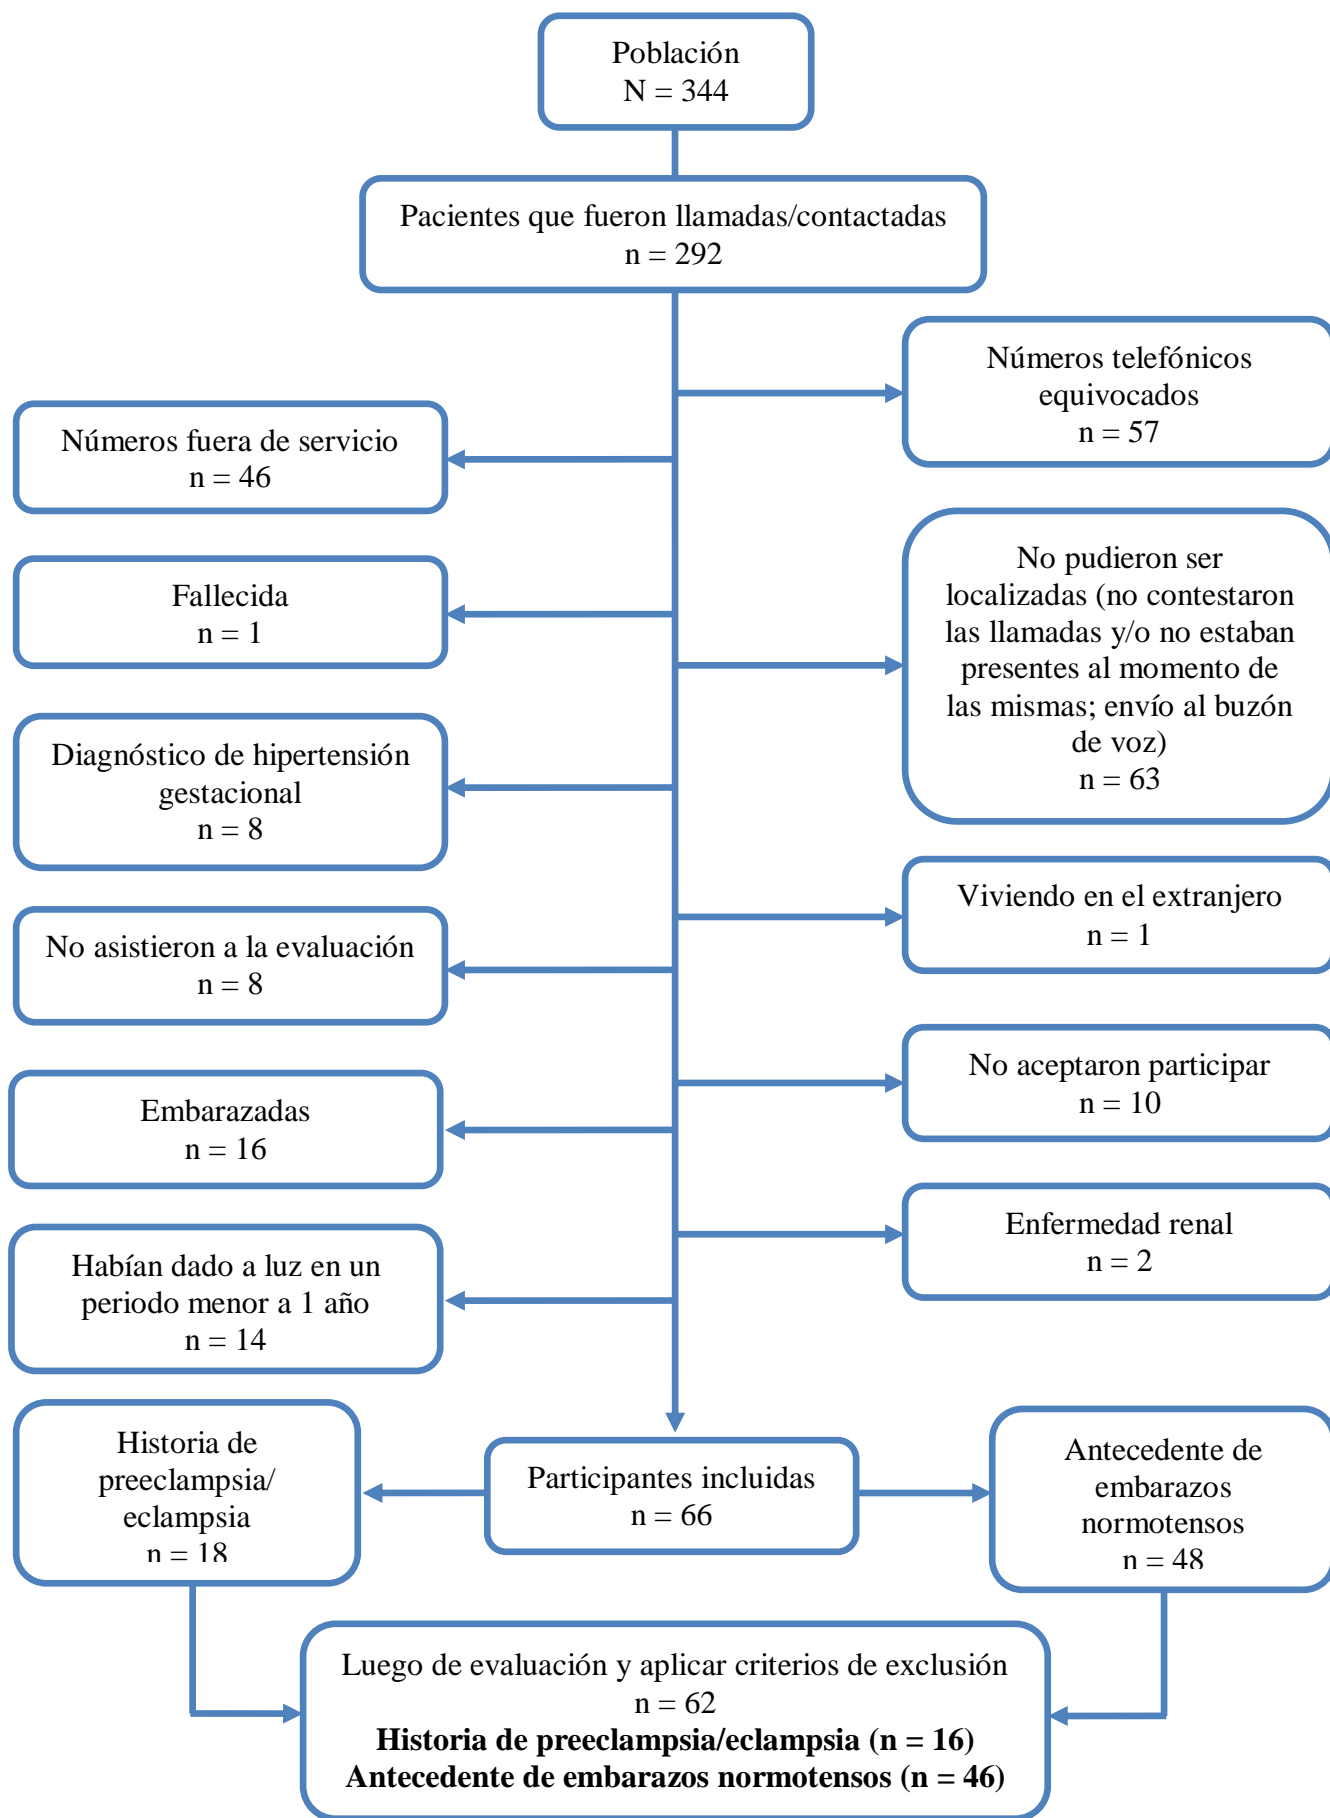 Población
N = 344
Pacientes que fueron llamadas/contactadas
n = 292
Números telefónicos
equivocados
n = 57
Números fuera de servicio
n = 46
No pudieron ser
localizadas (no contestaron
las llamadas y/o no estaban
presentes al momento de
las mismas; envío al buzón
de voz)
n = 63
Fallecida
n = 1
Diagnóstico de hipertensión
gestacional
n = 8
Viviendo en el extranjero
n = 1
No asistieron a la evaluación
n = 8
No aceptaron participar
n = 10
Embarazadas
n = 16
Enfermedad renal
n = 2
Habían dado a luz en un
periodo menor a 1 año
n = 14
Historia de
preeclampsia/
eclampsia
n = 18
Participantes incluidas
n = 66
Antecedente de
embarazos
normotensos
n = 48
Luego de evaluación y aplicar criterios de exclusión
n = 62
Historia de preeclampsia/eclampsia (n = 16)
Antecedente de embarazos normotensos (n = 46)